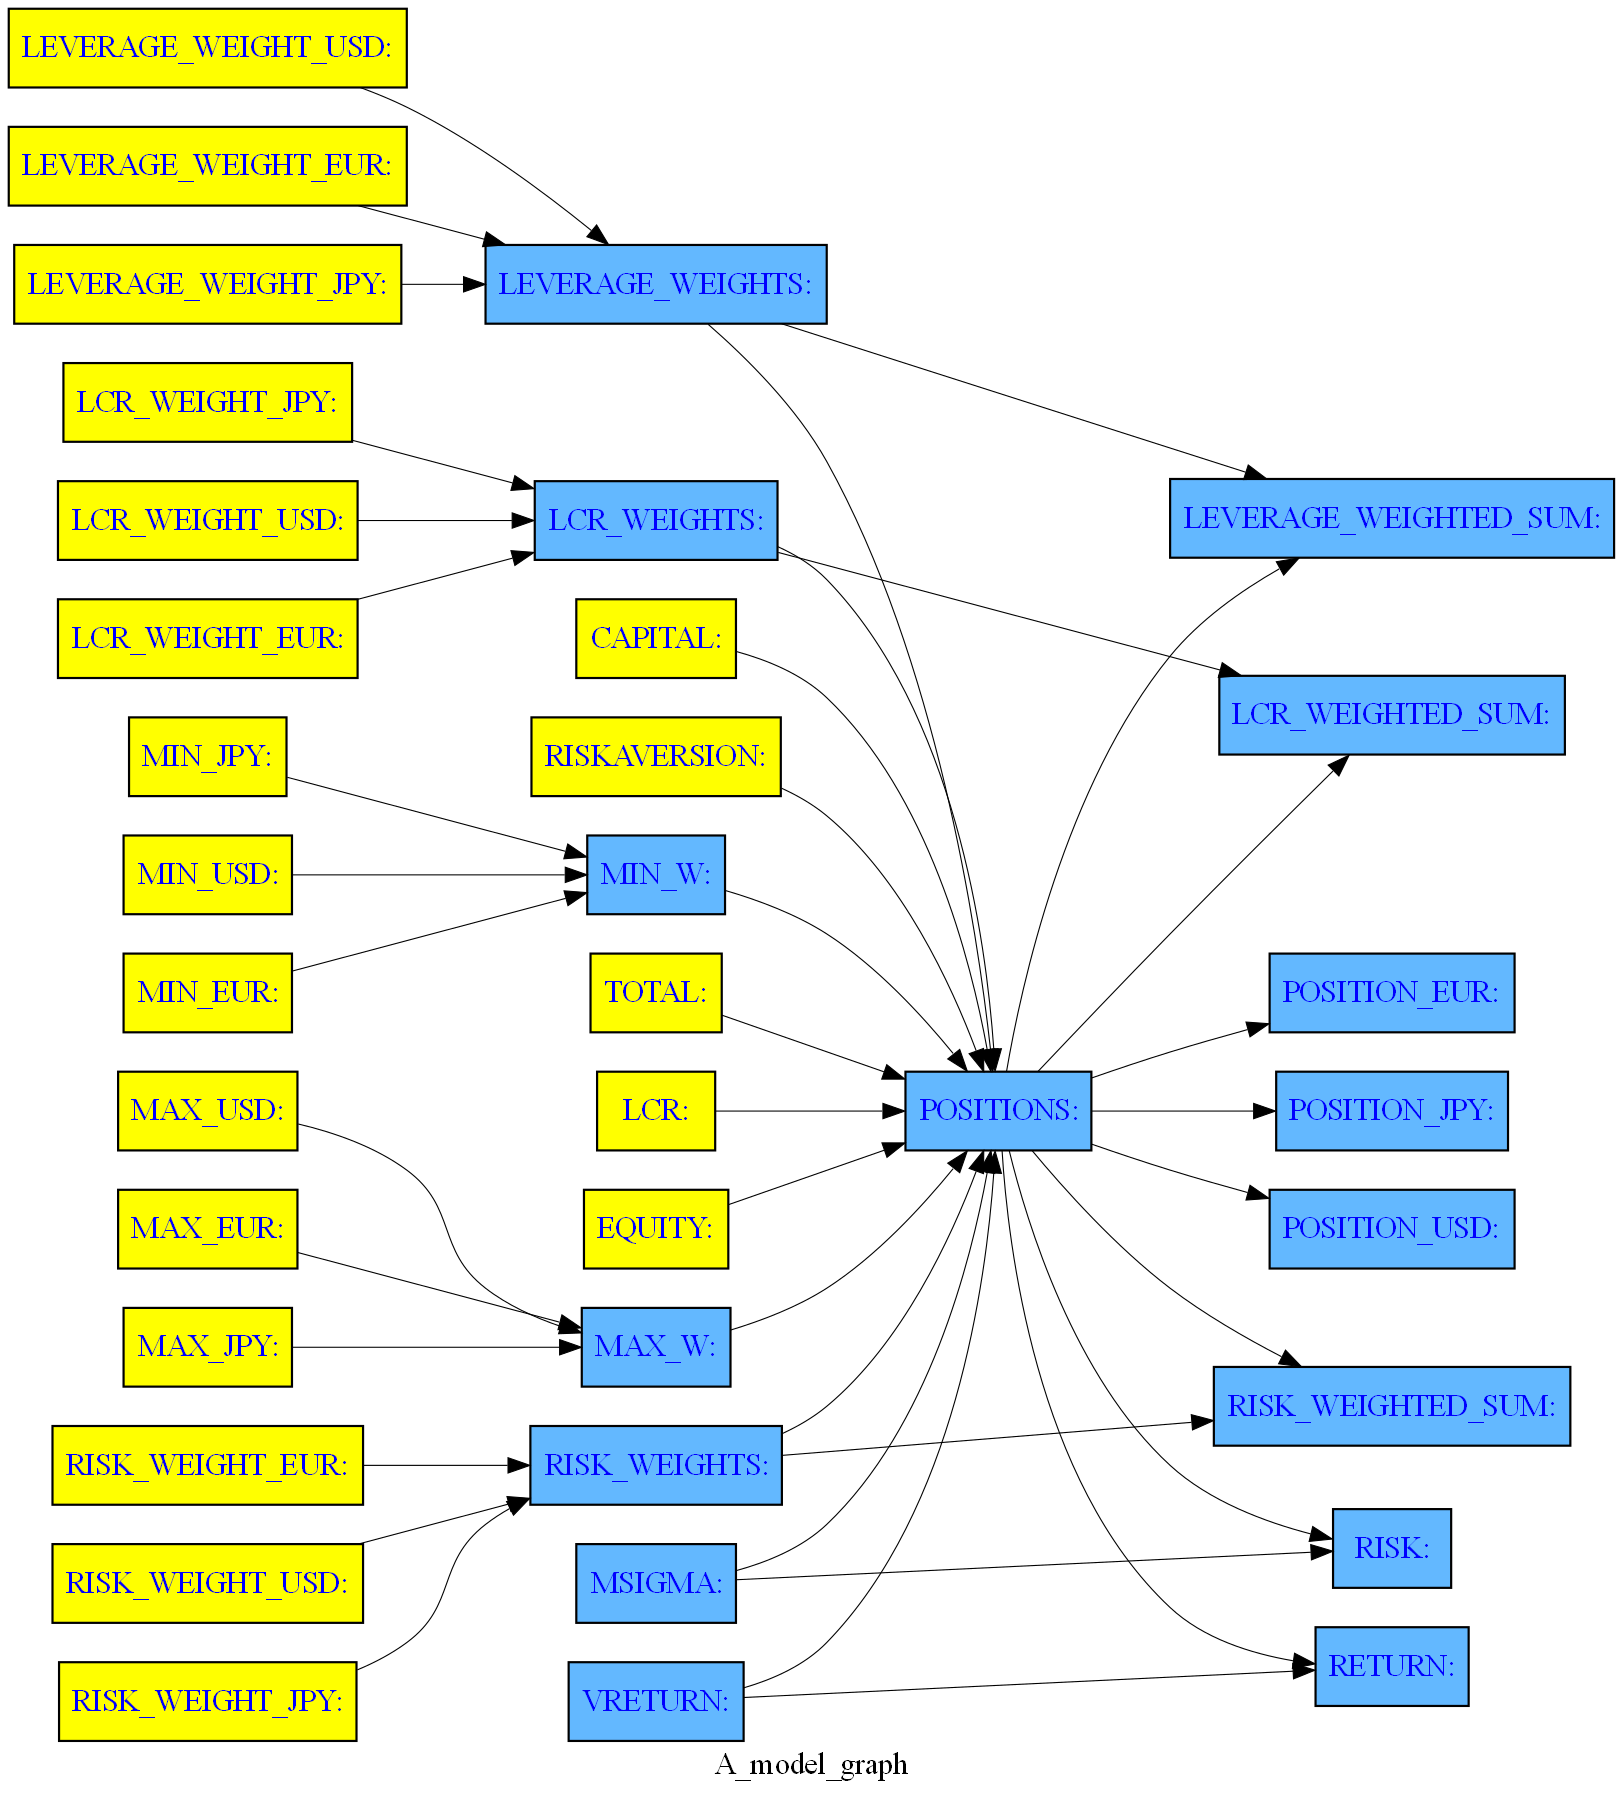 LEVERAGE_WEIGHT_USD:
LEVERAGE_WEIGHT_EUR:
LEVERAGE_WEIGHT_JPY:
LCR_WEIGHT_JPY:
LCR_WEIGHT_USD:
LCR_WEIGHT_EUR:
MIN_JPY:
MIN_USD:
MIN_EUR:
MAX_USD:
MAX_EUR:
MAX_JPY:
RISK_WEIGHT_EUR:
RISK_WEIGHT_USD:
RISK_WEIGHT_JPY:
LEVERAGE_WEIGHTS:
LCR_WEIGHTS:
CAPITAL:
RISKAVERSION:
MIN_W:
TOTAL:
LCR:
EQUITY:
MAX_W:
RISK_WEIGHTS:
MSIGMA:
VRETURN:
POSITIONS:
LEVERAGE_WEIGHTED_SUM:
LCR_WEIGHTED_SUM:
POSITION_EUR:
POSITION_JPY:
POSITION_USD:
RISK_WEIGHTED_SUM:
RISK:
RETURN:
A_model_graph